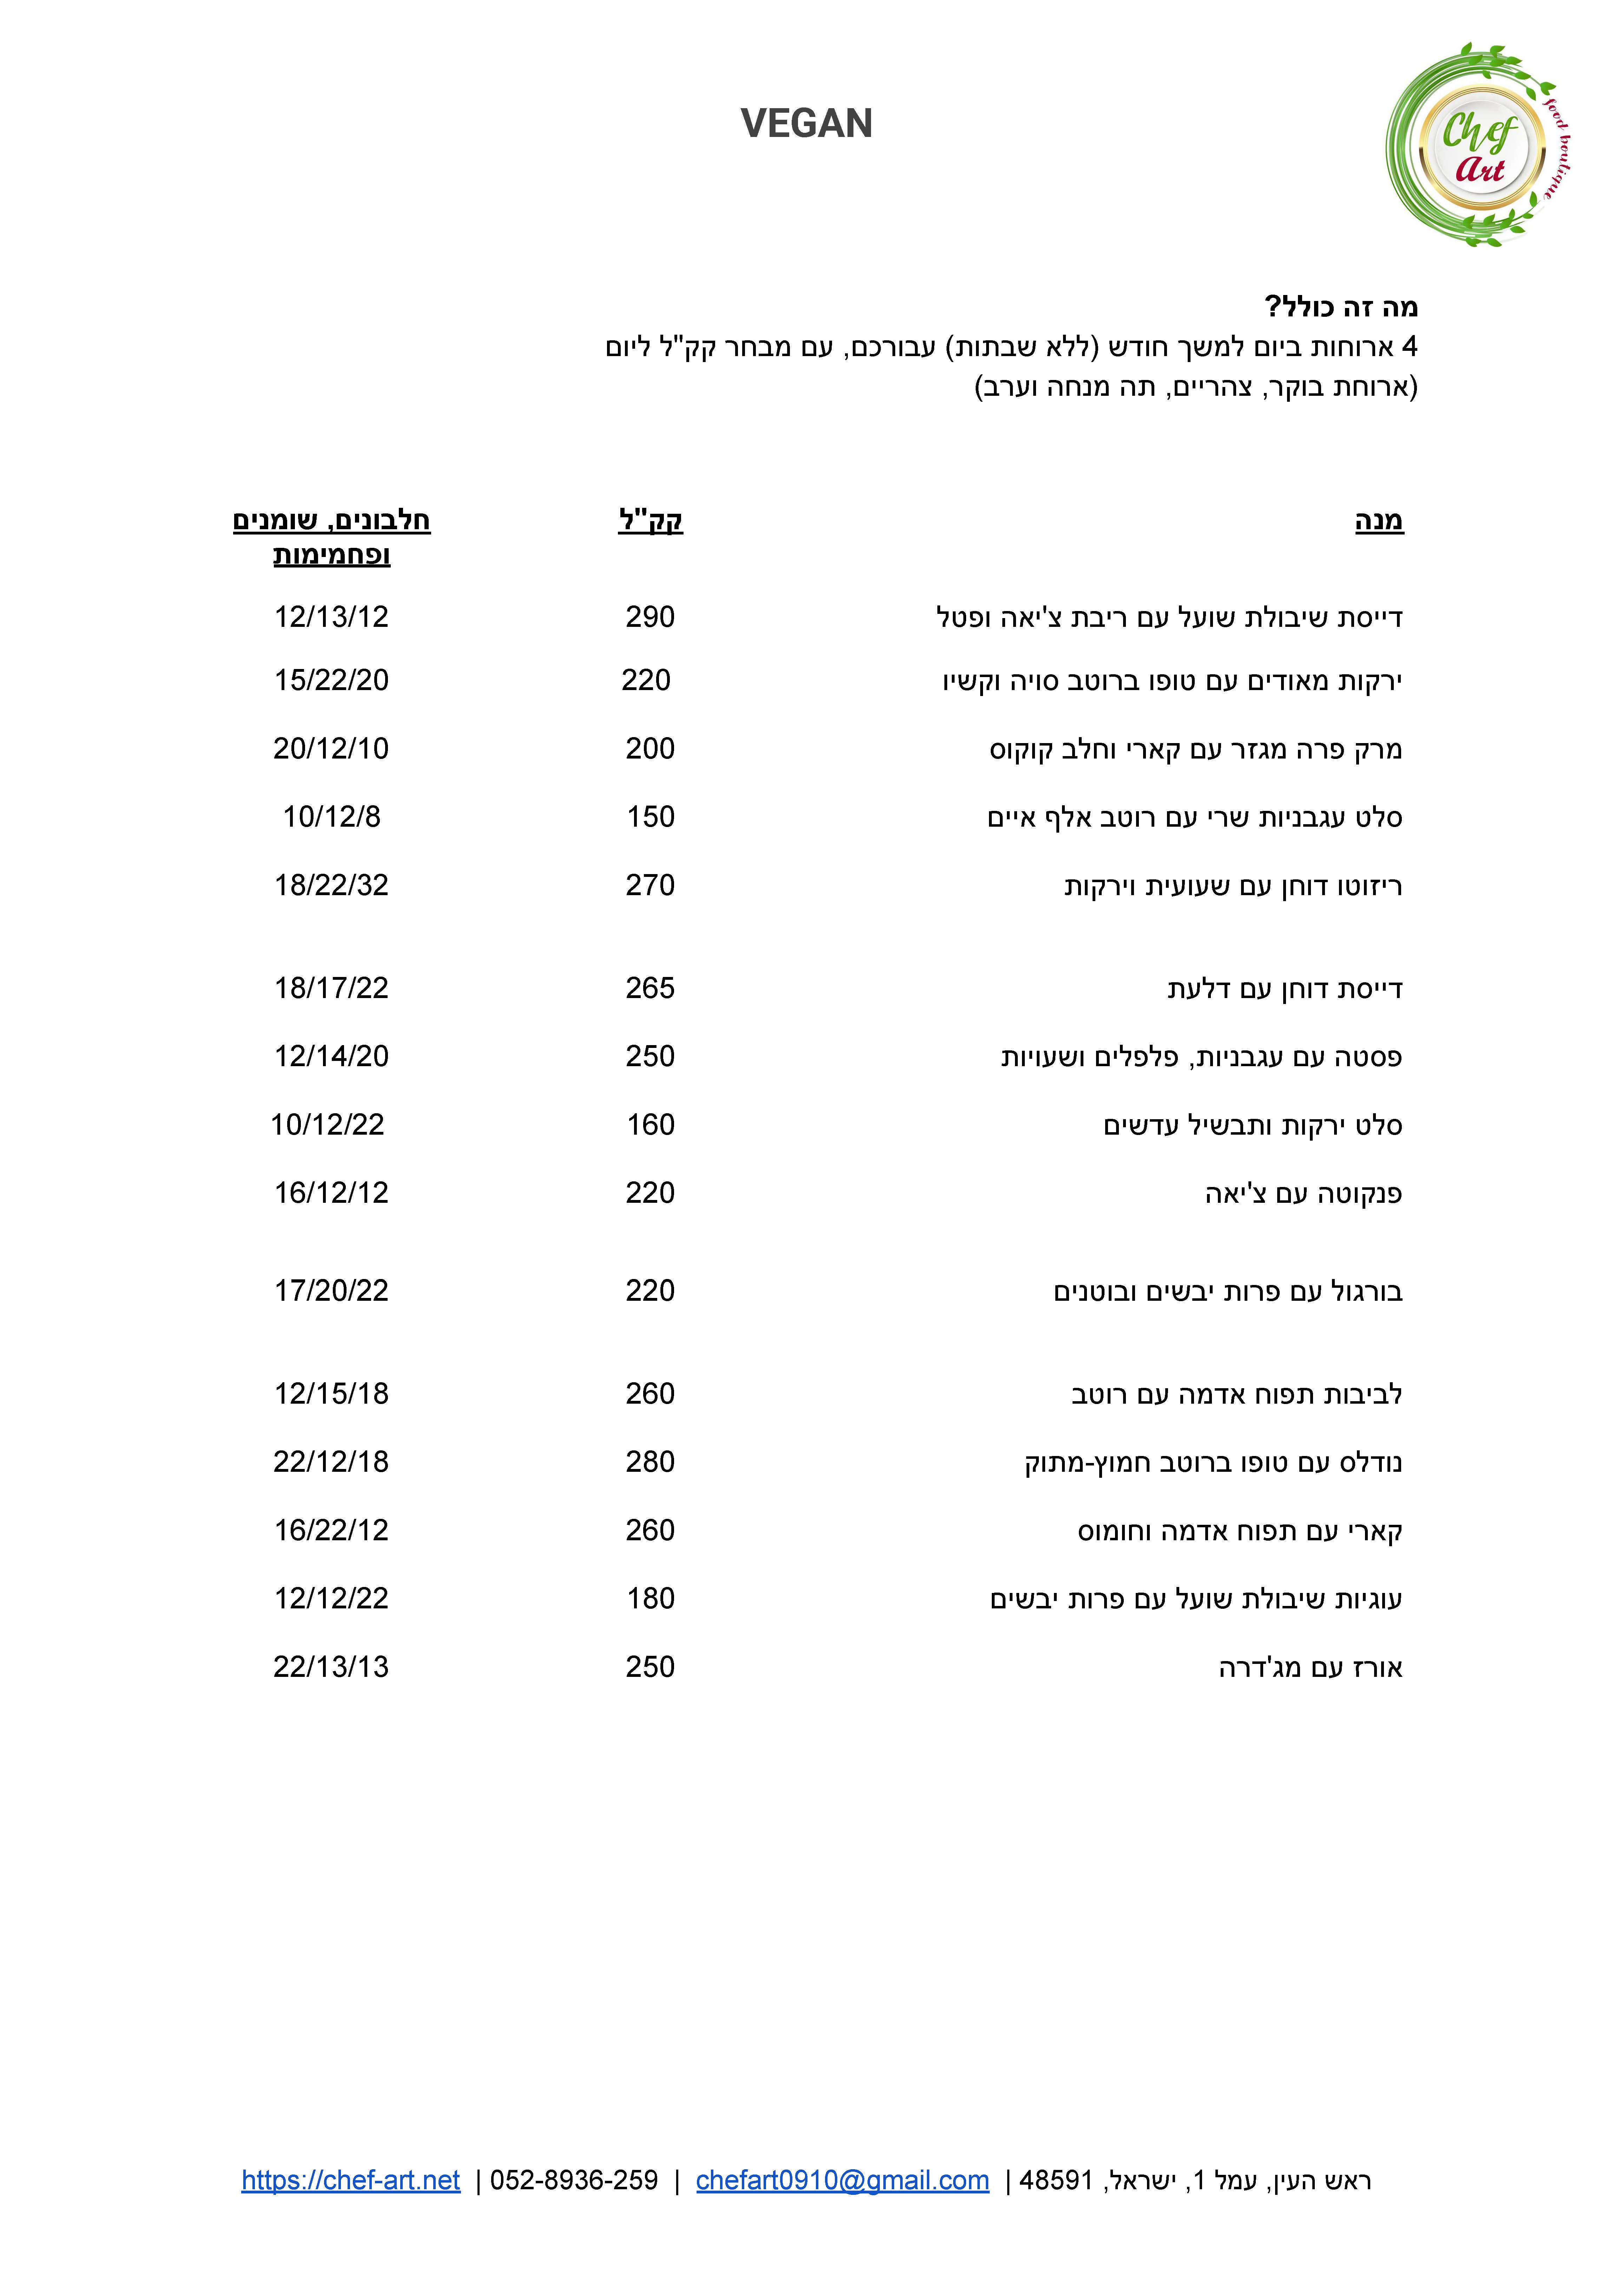 VEGAN
Chef
Art
food boutique
מה זה כולל?
4 ארוחות ביום למשך חודש (ללא שבתות) עבורכם, עם מבחר קק"ל ליום
(ארוחת בוקר, צהריים, תה מנחה וערב)
מנה קק"ל חלבונים, שומנים
ופחמימות
דייסת שיבולת שועל עם ריבת צ'יאה ופטל 290 12/13/12
ירקות מאודים עם טופו ברוטב סויה וקשיו 220 15/22/20
מרק פרה מגזר עם קארי וחלב קוקוס 200 20/12/10
סלט עגבניות שרי עם רוטב אלף איים 150 10/12/8
ריזוטו דוחן עם שעועית וירקות 270 18/22/32
דייסת דוחן עם דלעת 265 18/17/22
פסטה עם עגבניות, פלפלים ושעויות 250 12/14/20
סלט ירקות ותבשיל עדשים 160 10/12/22
פנקוטה עם צ'יאה 220 16/12/12
בורגול עם פרות יבשים ובוטנים 220 17/20/22
לביבות תפוח אדמה עם רוטב 260 12/15/18
נודלס עם טופו ברוטב חמוץ-מתוק 280 22/12/18
קארי עם תפוח אדמה וחומוס 260 16/22/12
עוגיות שיבולת שועל עם פרות יבשים 180 12/12/22
אורז עם מג'דרה 250 22/13/13
ראש העין, עמל 1, ישראל, 48591 | chefart0910@gmail.com | 052-8936-259 | https://chef-art.net